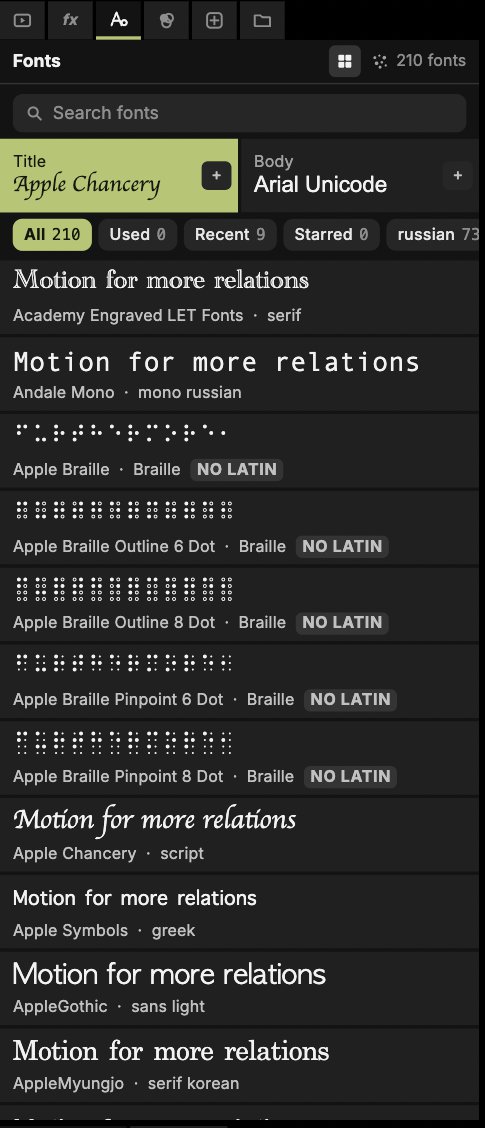 fx
Fonts
210 fonts
Search fonts
Title
Apple Chancery
+
Body
Arial Unicode
+
All 210
Used 0
Recent 9
Starred 0
russian 73
Motion for more relations
Academy Engraved LET Fonts · serif
Motion for more relations
Andale Mono · mono russian
Apple Braille · Braille NO LATIN
Apple Braille Outline 6 Dot · Braille NO LATIN
Apple Braille Outline 8 Dot · Braille NO LATIN
Apple Braille Pinpoint 6 Dot · Braille NO LATIN
Apple Braille Pinpoint 8 Dot · Braille NO LATIN
Motion for more relations
Apple Chancery · script
Motion for more relations
Apple Symbols · greek
Motion for more relations
AppleGothic · sans light
Motion for more relations
AppleMyungjo · serif korean